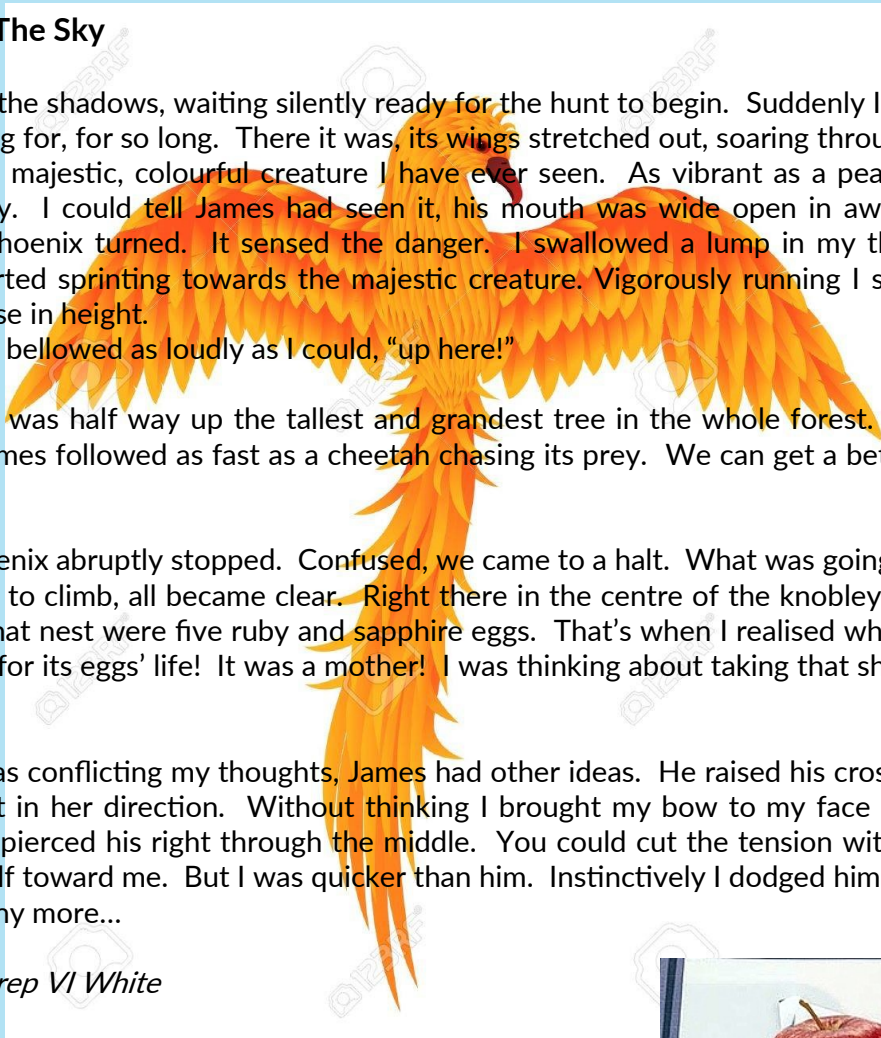 The Sky
the shadows, waiting silently ready for the hunt to begin. Suddenly I
g for, for so long. There it was, its wings stretched out, soaring throu
majestic, colourful creature I have ever seen. As vibrant as a pea
y. I could tell James had seen it, his mouth was wide open in aw
hoenix turned. It sensed the danger. I swallowed a lump in my th
rted sprinting towards the majestic creature. Vigorously running I s
se in height.
bellowed as loudly as I could, “up here!”
was half way up the tallest and grandest tree in the whole forest.
mes followed as fast as a cheetah chasing its prey. We can get a bet
enix abruptly stopped. Confused, we came to a halt. What was going
to climb, all became clear. Right there in the centre of the knobley
hat nest were five ruby and sapphire eggs. That’s when I realised wh
for its eggs’ life! It was a mother! I was thinking about taking that sh
as conflicting my thoughts, James had other ideas. He raised his cros
t in her direction. Without thinking I brought my bow to my face
pierced his right through the middle. You could cut the tension wit
lf toward me. But I was quicker than him. Instinctively I dodged him
ny more...
rep VI White